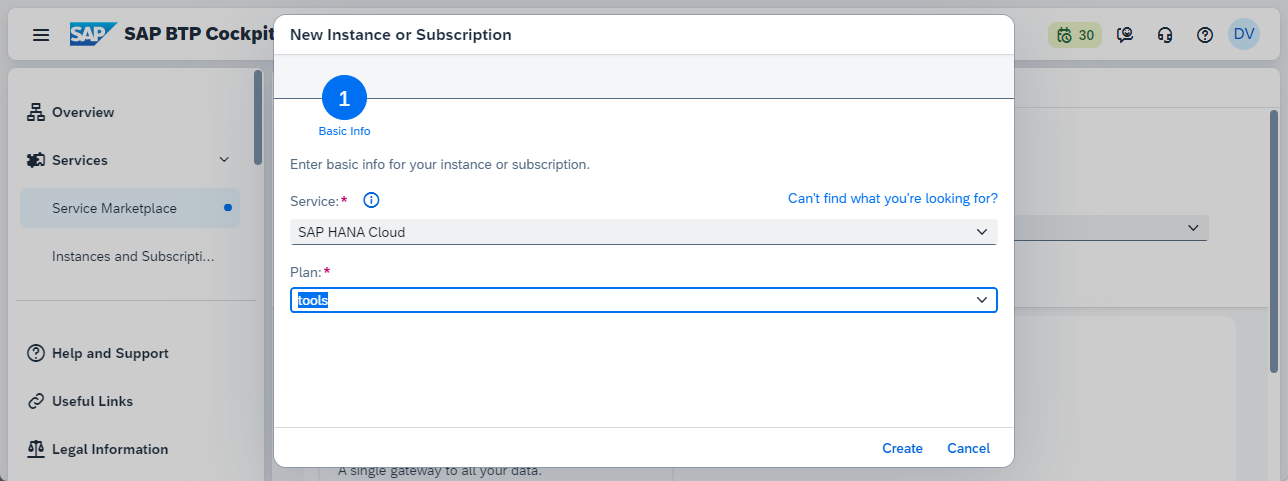 SAP BTP Cockpit
30
DV
New Instance or Subscription
1
Basic Info
Enter basic info for your instance or subscription.
Service:*
Can't find what you're looking for?
SAP HANA Cloud
Plan:*
tools
Create
Cancel
Overview
Services
Service Marketplace
Instances and Subscripti...
Help and Support
Useful Links
Legal Information
A single gateway to all your data.